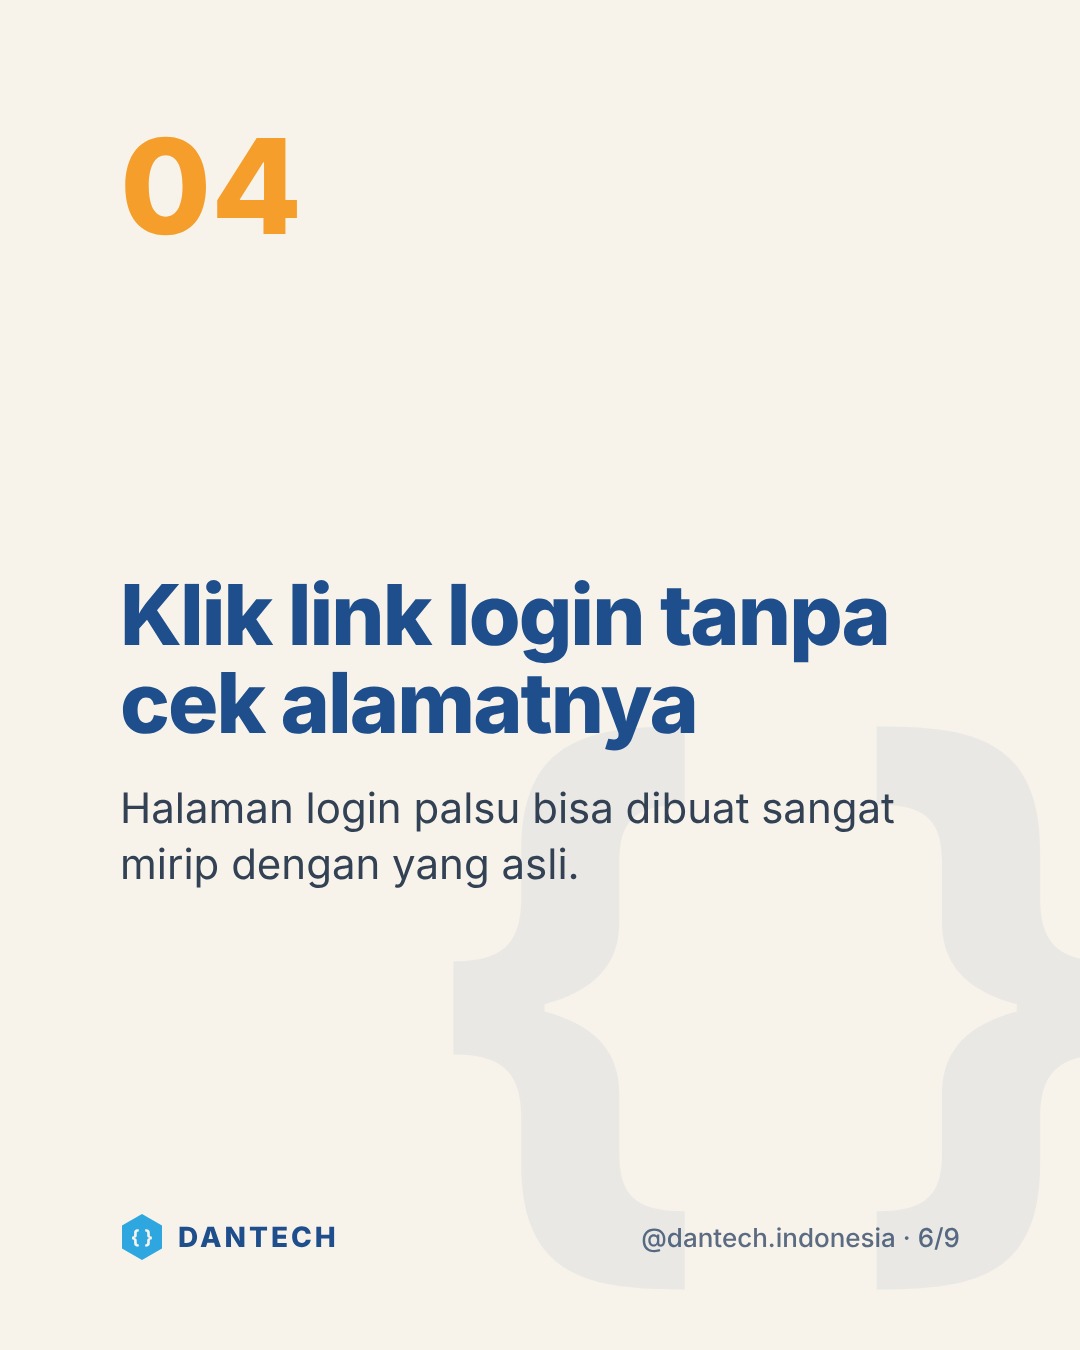 04
Klik link login tanpa
cek alamatnya
Halaman login palsu bisa dibuat sangat
mirip dengan yang asli.
{ }
{} DANTECH
@dantech.indonesia · 6/9